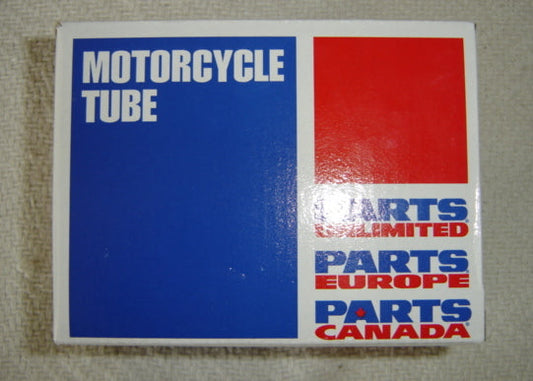 MOTORCYCLE
TUBE
PARTS
UNLIMITED
PARTS
EUROPE
PARTS
CANADA